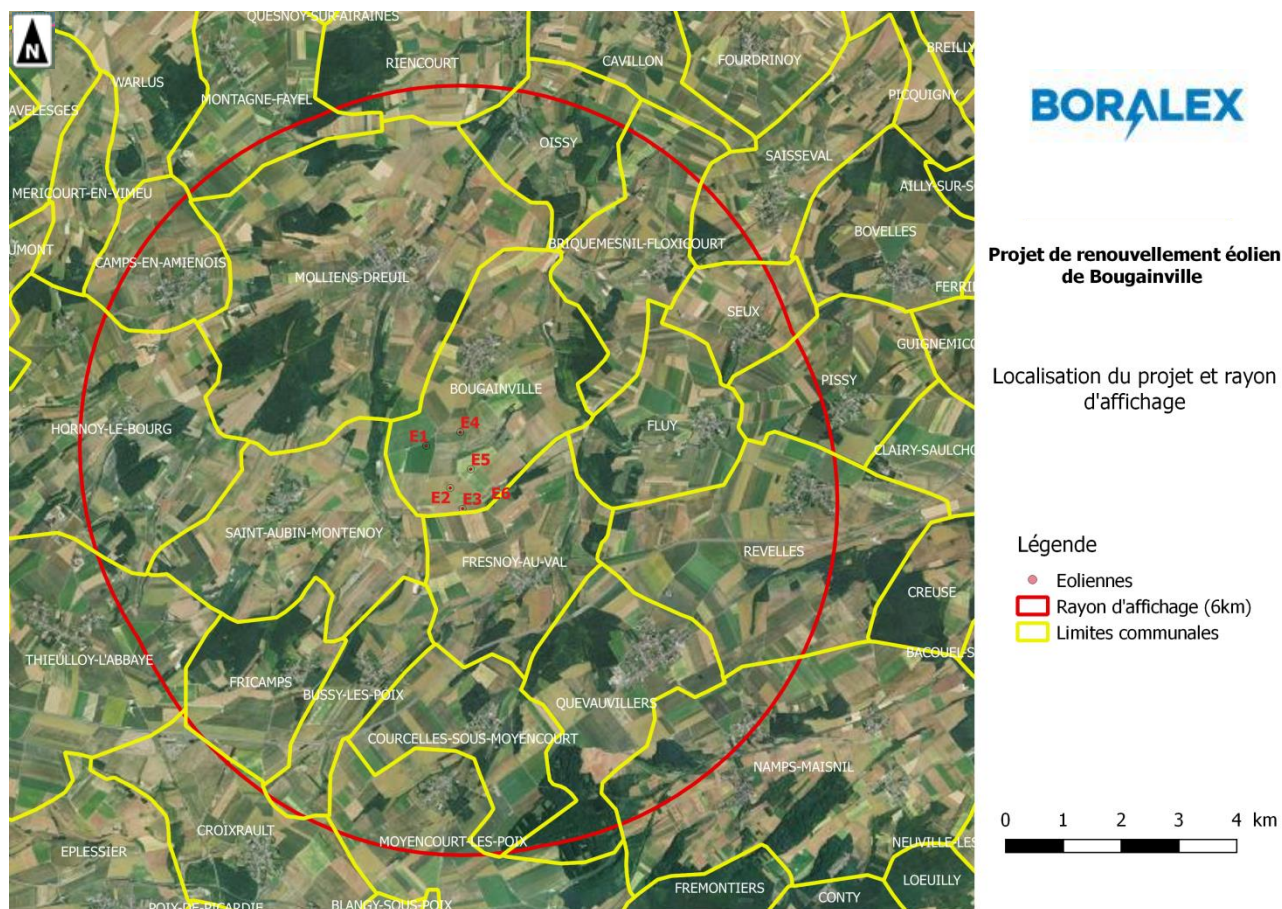 N
QUESNOY-SUR-AIRAINES
RIENCOURT
CAVILLON
FOURDRINOY
BREILLY
WARLUS
AVELESGES
MONTAGNE-FAYEL
PICQUIGNY
OISSY
SAISSEVAL
MERICOURT-EN-VIMEU
AILLY-SUR-S
UMONT
CAMPS-EN-AMIENOIS
MOLLIENS-DREUIL
BRIQUEMESNIL-FLOXICOURT
BOVELLES
FERRI
SEUX
GUIGNEMICO
BOUGAINVILLE
PISSY
HORNOY-LE-BOURG
E1
E4
FLUY
CLAIRY-SAULCHO
E5
E2
E3
E6
SAINT-AUBIN-MONTENOY
FRESNOY-AU-VAL
REVELLES
CREUSE
THIEULLOY-L'ABBAYE
FRICAMPS
BUSSY-LES-POIX
QUEVAUVILLERS
BACQUEL-S
COURCELLES-SOUS-MOYENCOURT
NAMPS-MAISNIL
CROIXRAULT
MOYENCOURT-LES-POIX
NEUVILLE-LES
EPLESSIER
FREMONTIERS
CONTY
LOEUILLY
POIX-DE-PICARDIE
BLANGY-SOUS-POIX
BORALEX
Projet de renouvellement éolien
de Bougainville
Localisation du projet et rayon
d'affichage
Légende
Eoliennes
Rayon d'affichage (6km)
Limites communales
0 1 2 3 4 km